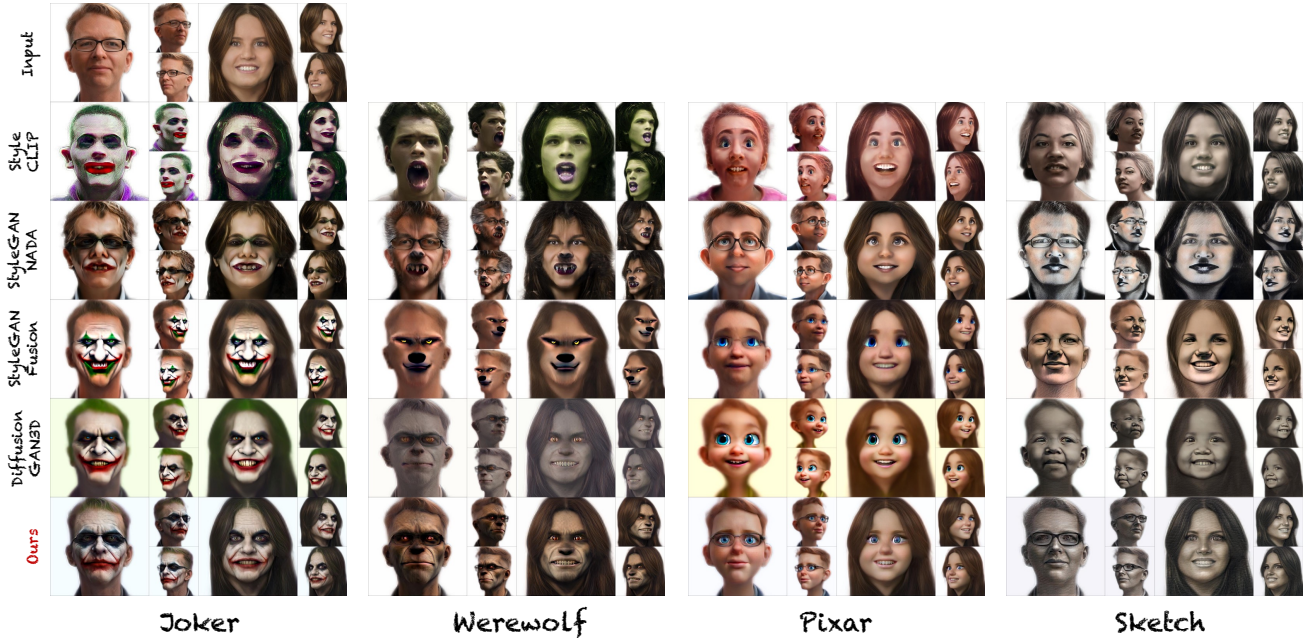 Input
Style
CLIP
StyleGAN
NADA
StyleGAN
Fusion
Diffusion
GAN3D
Ours
Joker
Werewolf
Pixar
Sketch